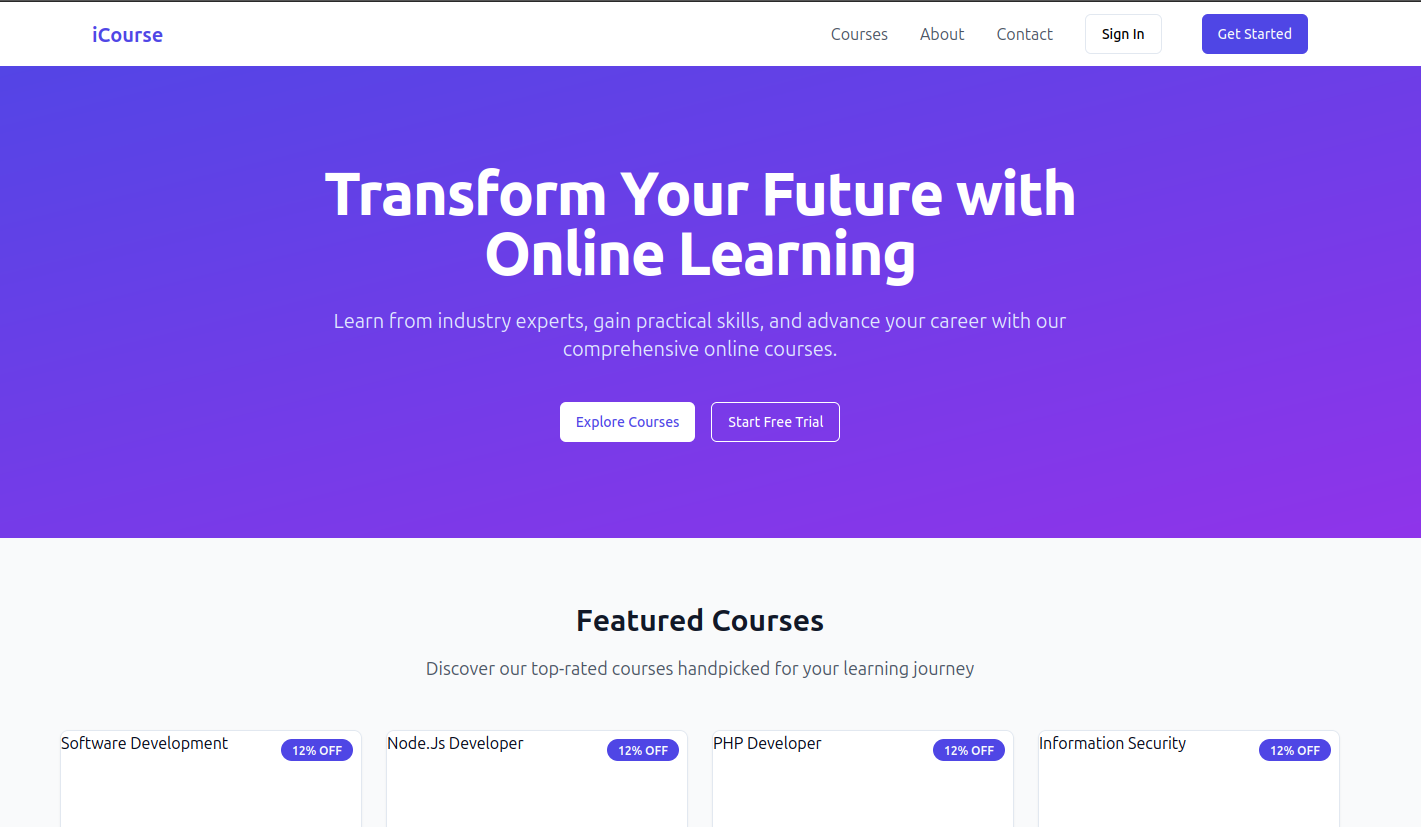 iCourse
Courses
About
Contact
Sign In
Get Started
Transform Your Future with
Online Learning
Learn from industry experts, gain practical skills, and advance your career with our
comprehensive online courses.
Explore Courses
Start Free Trial
Featured Courses
Discover our top-rated courses handpicked for your learning journey
Software Development
12% OFF
Node.Js Developer
12% OFF
PHP Developer
12% OFF
Information Security
12% OFF